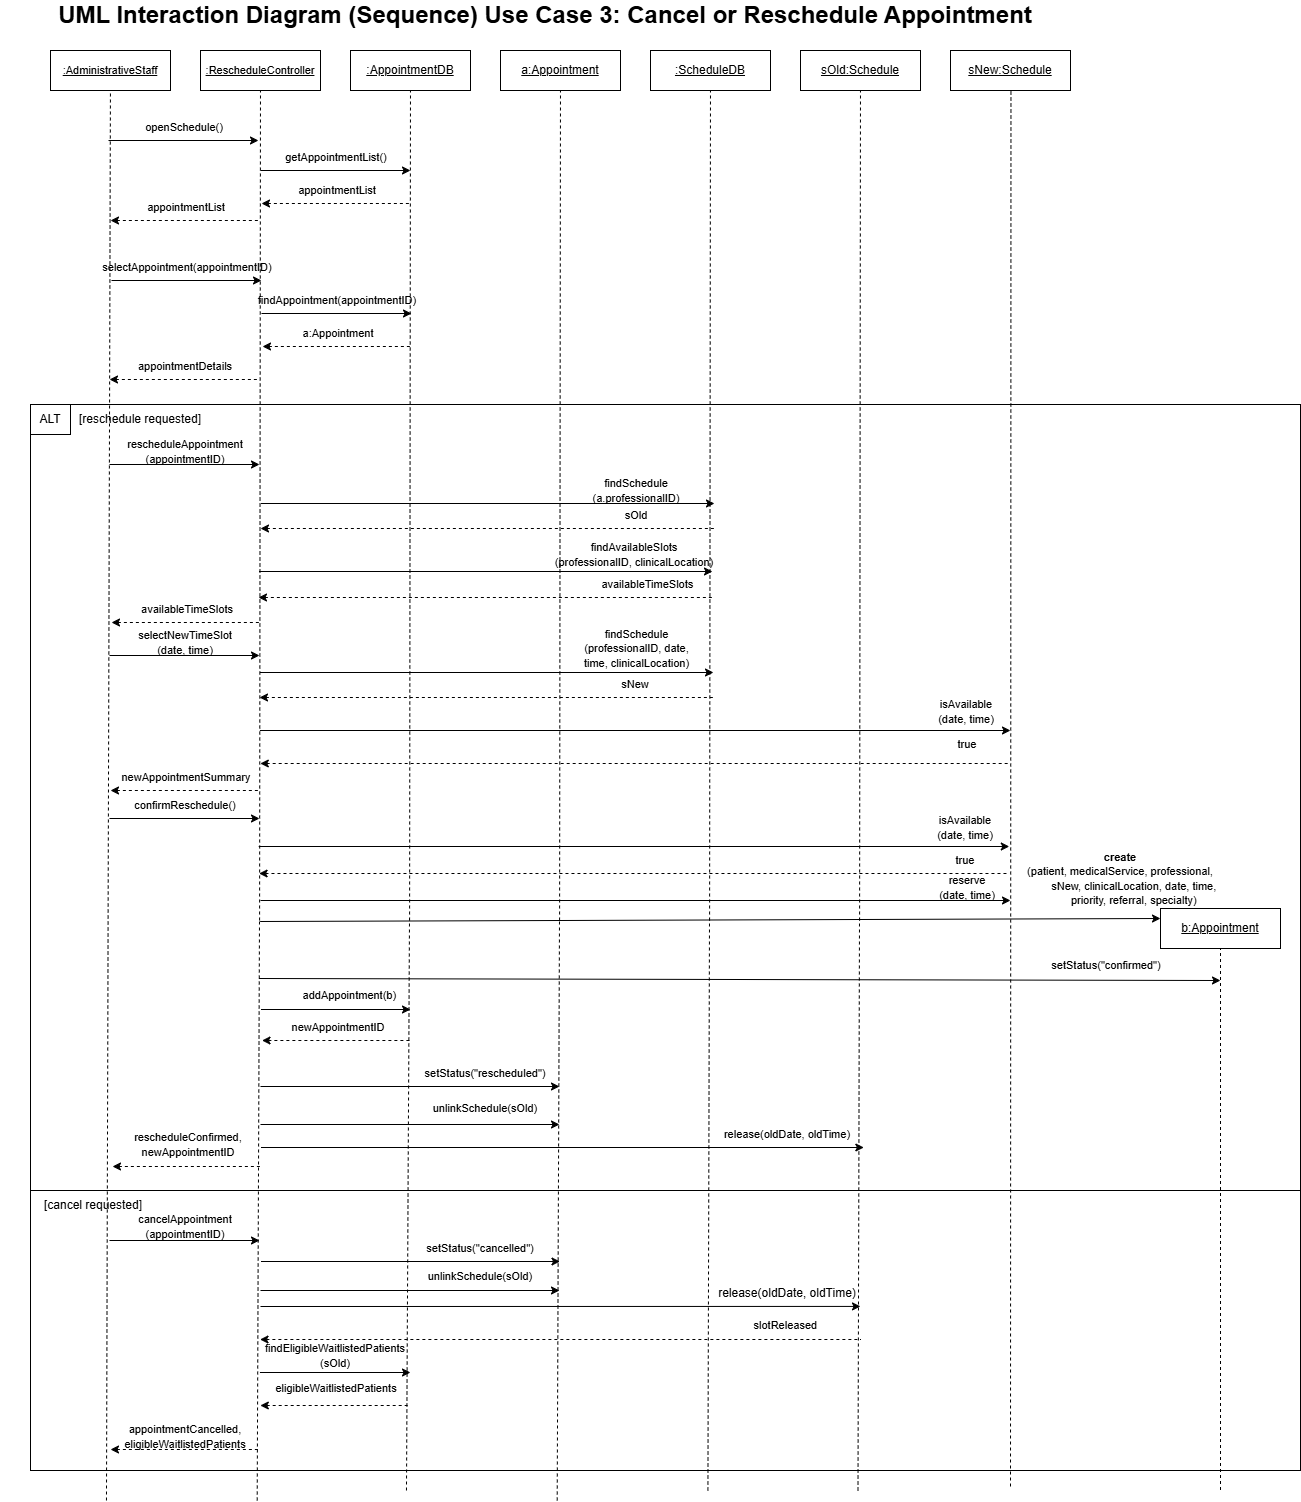 UML Interaction Diagram (Sequence) Use Case 3: Cancel or Reschedule Appointment
:AdministrativeStaff
:RescheduleController
:AppointmentDB
a:Appointment
:ScheduleDB
sOld:Schedule
sNew:Schedule
openSchedule()
getAppointmentList()
appointmentList
appointmentList
selectAppointment(appointmentID)
findAppointment(appointmentID)
a:Appointment
appointmentDetails
ALT
[reschedule requested]
rescheduleAppointment
(appointmentID)
findSchedule
(a.professionalID)
sOld
findAvailableSlots
(professionalID, clinicalLocation)
availableTimeSlots
availableTimeSlots
selectNewTimeSlot
(date, time)
findSchedule
(professionalID, date,
time, clinicalLocation)
sNew
isAvailable
(date, time)
true
newAppointmentSummary
confirmReschedule()
isAvailable
(date, time)
true
create
(patient, medicalService, professional,
sNew, clinicalLocation, date, time,
priority, referral, specialty)
reserve
(date, time)
b:Appointment
setStatus("confirmed")
addAppointment(b)
newAppointmentID
setStatus("rescheduled")
unlinkSchedule(sOld)
release(oldDate, oldTime)
rescheduleConfirmed,
newAppointmentID
[cancel requested]
cancelAppointment
(appointmentID)
setStatus("cancelled")
unlinkSchedule(sOld)
release(oldDate, oldTime)
slotReleased
findEligibleWaitlistedPatients
(sOld)
eligibleWaitlistedPatients
appointmentCancelled,
eligibleWaitlistedPatients